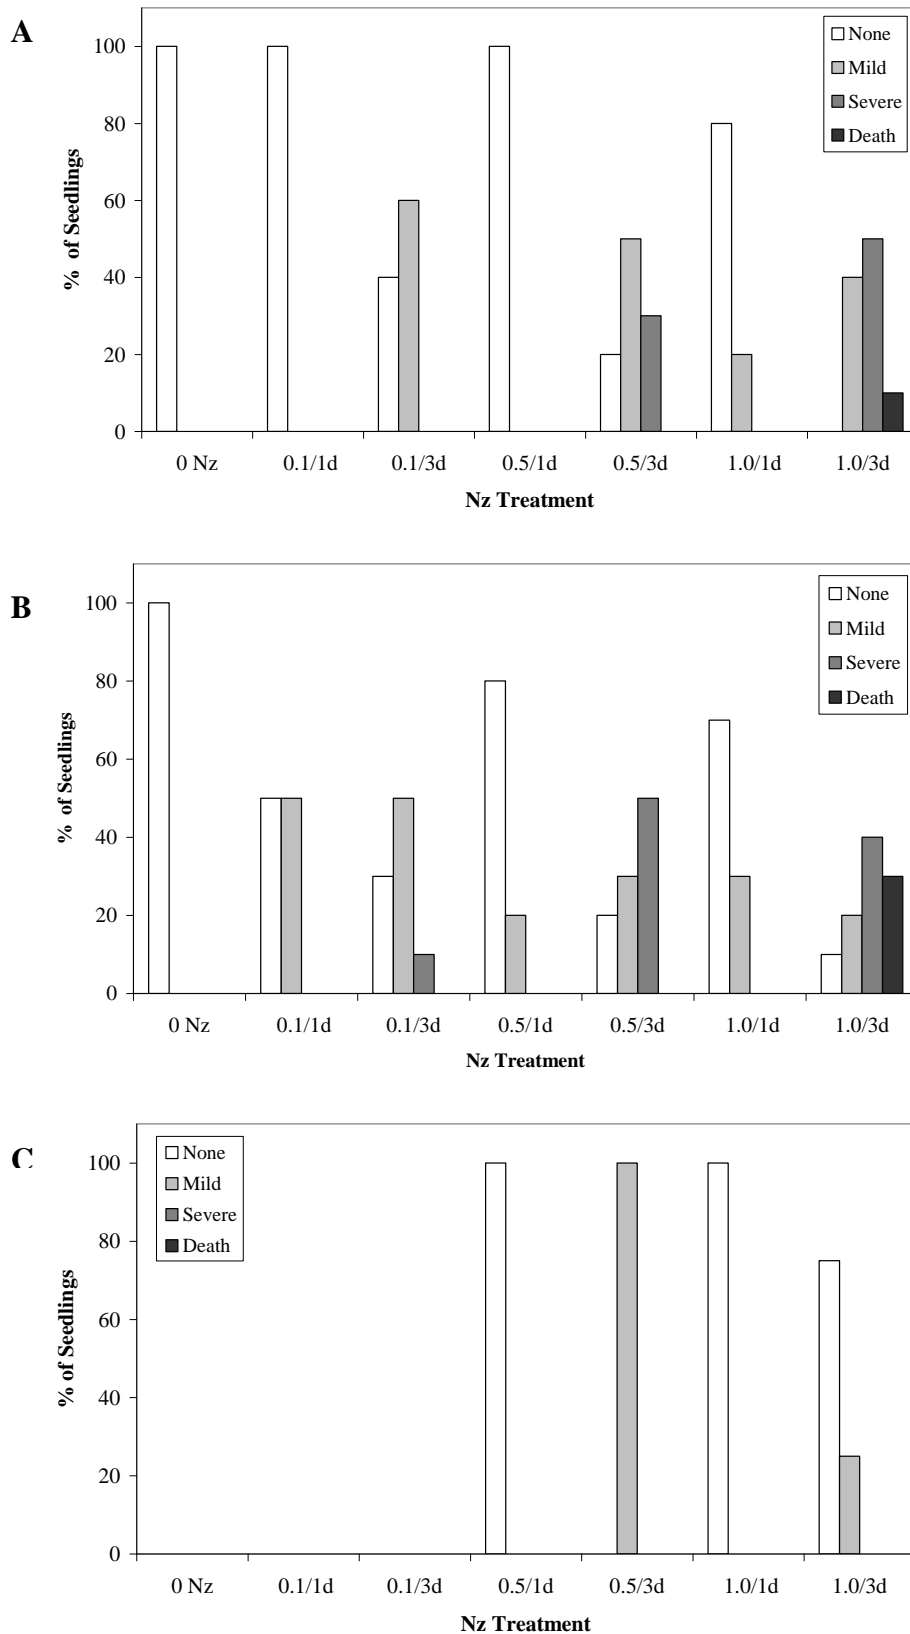 A
None
Mild
Severe
Death
100
80
60
40
20
0
% of Seedlings
0 Nz 0.1/1d 0.1/3d 0.5/1d 0.5/3d 1.0/1d 1.0/3d
Nz Treatment
B
None
Mild
Severe
Death
100
80
60
40
20
0
% of Seedlings
0 Nz 0.1/1d 0.1/3d 0.5/1d 0.5/3d 1.0/1d 1.0/3d
Nz Treatment
C
None
Mild
Severe
Death
100
80
60
40
20
0
% of Seedlings
0 Nz 0.1/1d 0.1/3d 0.5/1d 0.5/3d 1.0/1d 1.0/3d
Nz Treatment